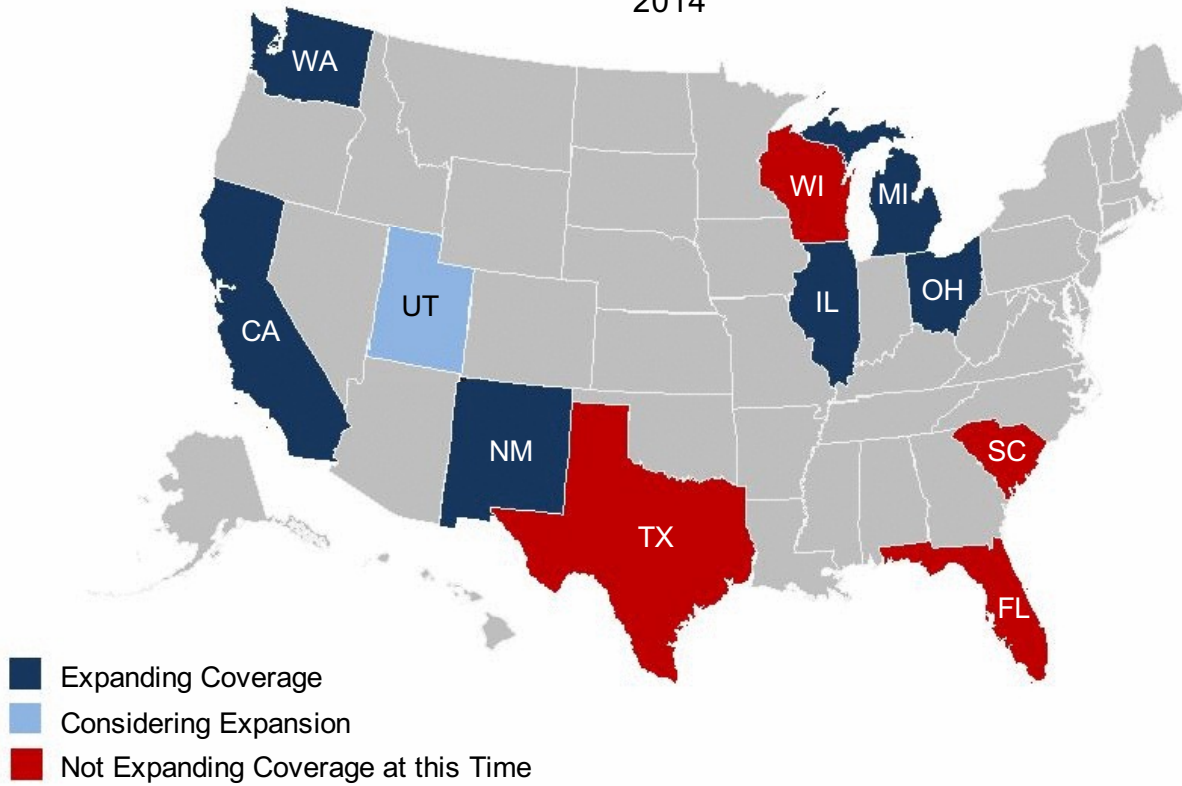 2014
WA
WI
MI
UT
IL
OH
CA
NM
SC
TX
FL
Expanding Coverage
Considering Expansion
Not Expanding Coverage at this Time